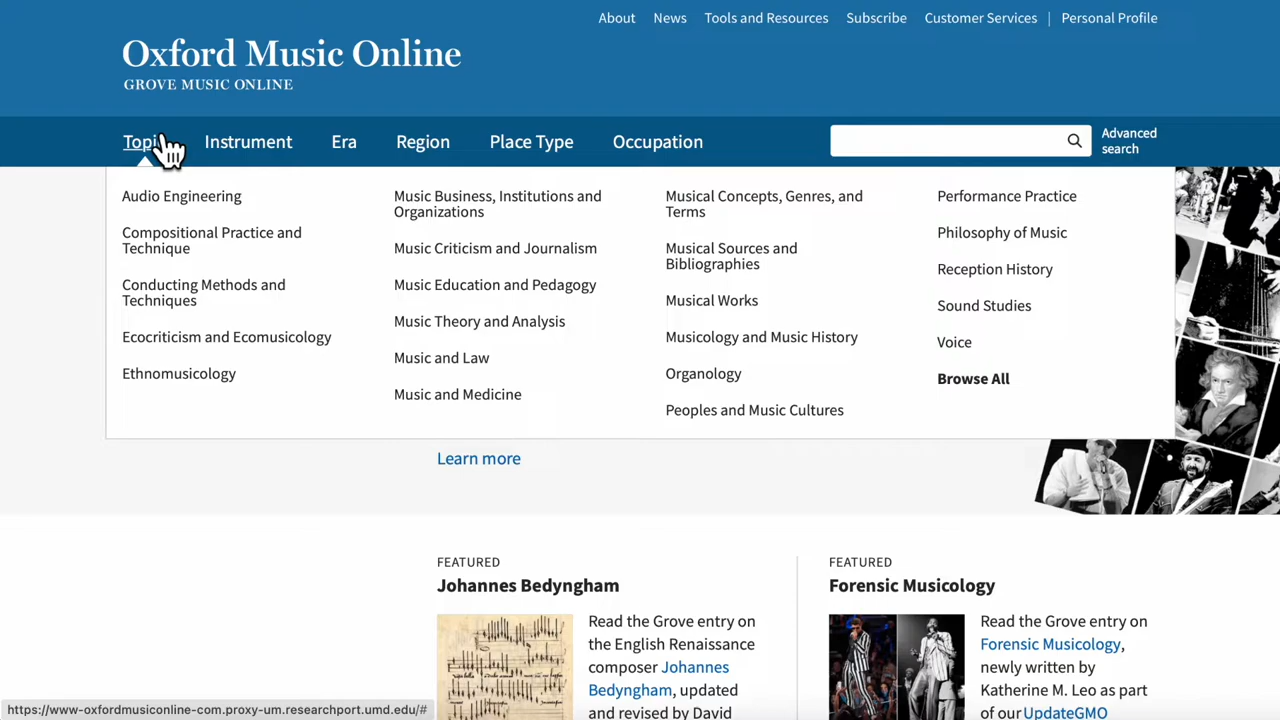 About News Tools and Resources Subscribe Customer Services | Personal Profile
Oxford Music Online
GROVE MUSIC ONLINE
Instrument Era Region Place Type Occupation
Advanced
search
Audio Engineering
Compositional Practice and
Technique
Conducting Methods and
Techniques
Ecocriticism and Ecomusicology
Ethnomusicology
Music Business, Institutions and
Organizations
Music Criticism and Journalism
Music Education and Pedagogy
Music Theory and Analysis
Music and Law
Music and Medicine
Musical Concepts, Genres, and
Terms
Musical Sources and
Bibliographies
Musical Works
Musicology and Music History
Organology
Peoples and Music Cultures
Performance Practice
Philosophy of Music
Reception History
Sound Studies
Voice
Browse All
Learn more
FEATURED
Johannes Bedyngham
Read the Grove entry on
the English Renaissance
composer Johannes
Bedyngham, updated
and revised by David
FEATURED
Forensic Musicology
Read the Grove entry on
Forensic Musicology,
newly written by
Katherine M. Leo as part
of our UpdateGMO
https://www-oxfordmusiconline-com.proxy-um.researchport.umd.edu/#